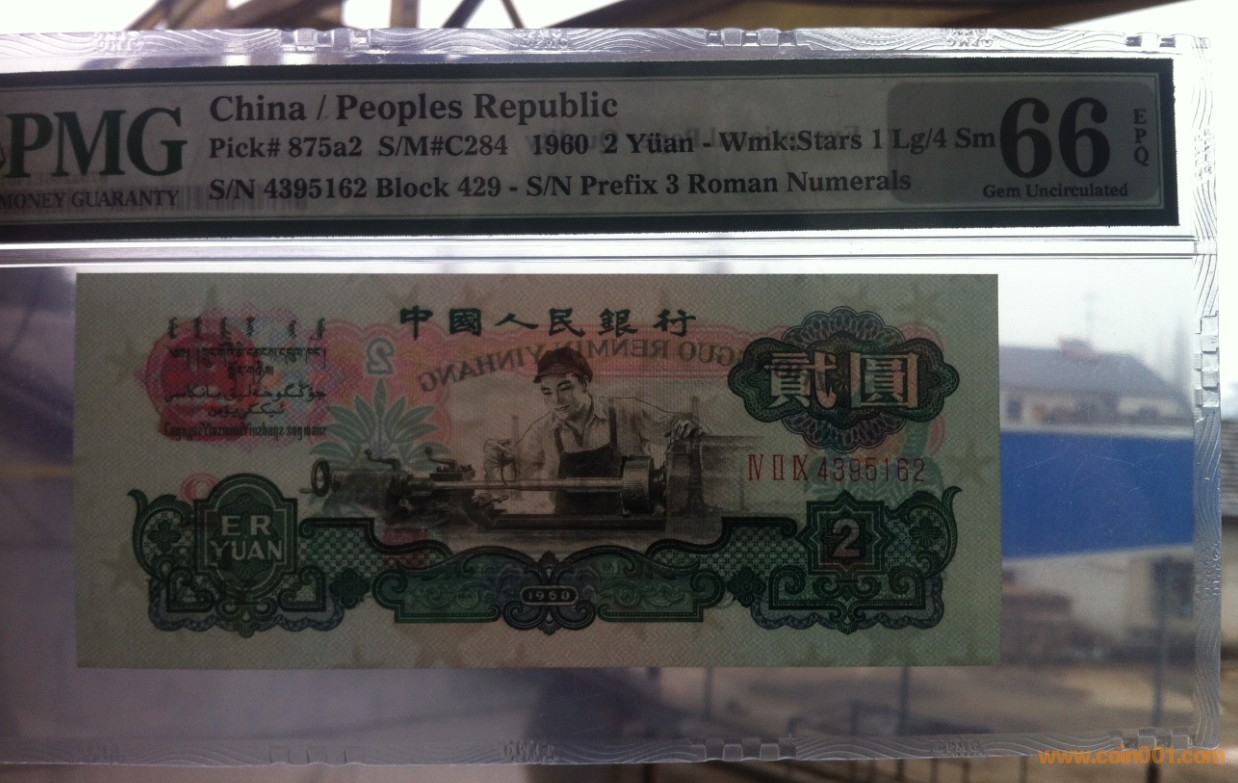 PMG
MONEY GUARANTY
China / Peoples Republic
Pick# 875a2 S/M#C284 1960 2 Yüan - Wmk:Stars 1 Lg/4 Sm
S/N 4395162 Block 429 - S/N Prefix 3 Roman Numerals
66
EPQ
Gem Uncirculated
中國人民銀行
GUO RENMIN YINHANG
2
貳圓
IV II IX 4395162
ER
YUAN
2
1960
www.coin001.com